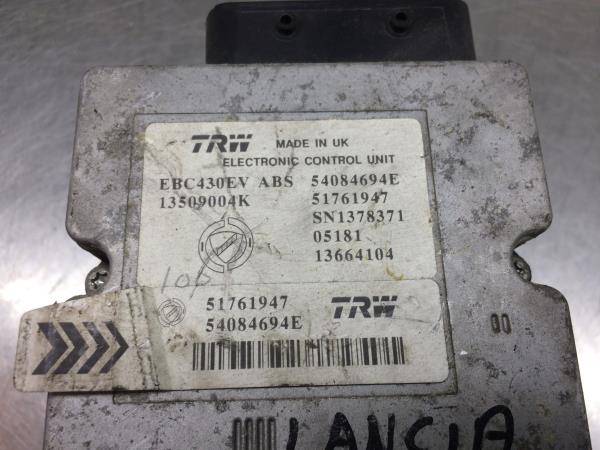 TRW MADE IN UK
ELECTRONIC CONTROL UNIT
EBC430EV ABS 54084694E
13509004K 51761947
SN1378371
05181
13664104
51761947 TRW
54084694E
LANCIA